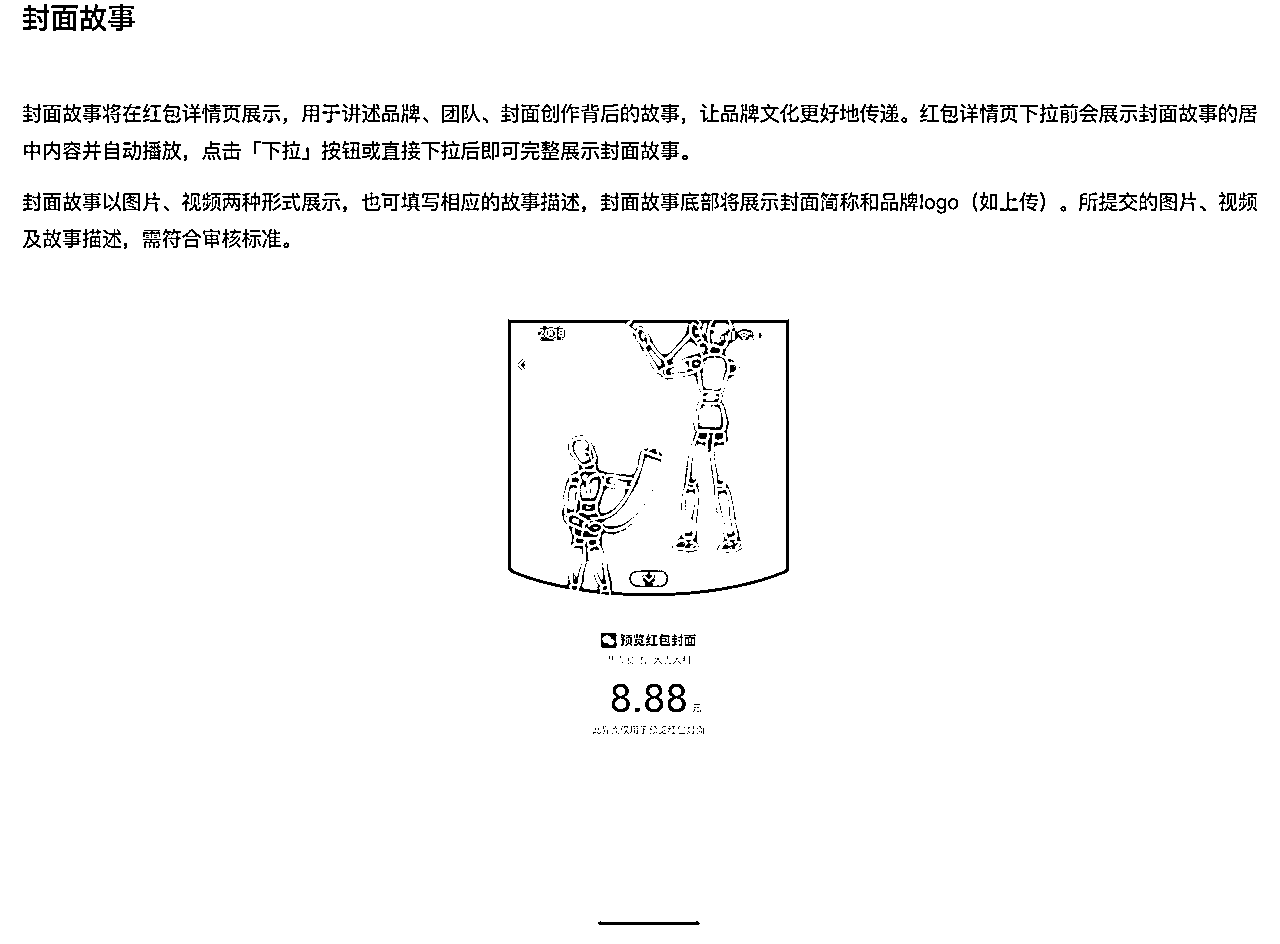 封面故事
封面故事将在红包详情页展示，用于讲述品牌、团队、封面创作背后的故事，让品牌文化更好地传递。红包详情页下拉前会展示封面故事的居
中内容并自动播放，点击「下拉」按钮或直接下拉后即可完整展示封面故事。
封面故事以图片、视频两种形式展示，也可填写相应的故事描述，封面故事底部将展示封面简称和品牌logo（如上传）。所提交的图片、视频
及故事描述，需符合审核标准。
预览红包封面
8.88 元